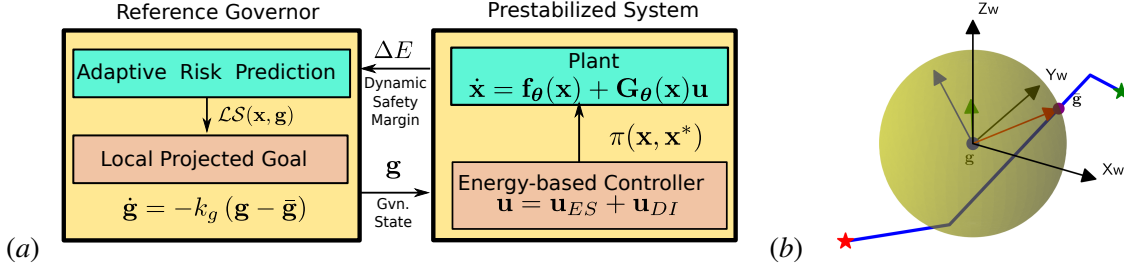 Reference Governor
Adaptive Risk Prediction
ℒ𝒮(x, g)
Local Projected Goal
ġ = −k_g (g − ḡ)
(a)
ΔE
Dynamic
Safety
Margin
g
Gvn.
State
Prestabilized System
Plant
ẋ = f_θ(x) + G_θ(x)u
π(x, x*)
Energy-based Controller
u = u_ES + u_DI
(b)
Zw
Yw
ḡ
g
Xw